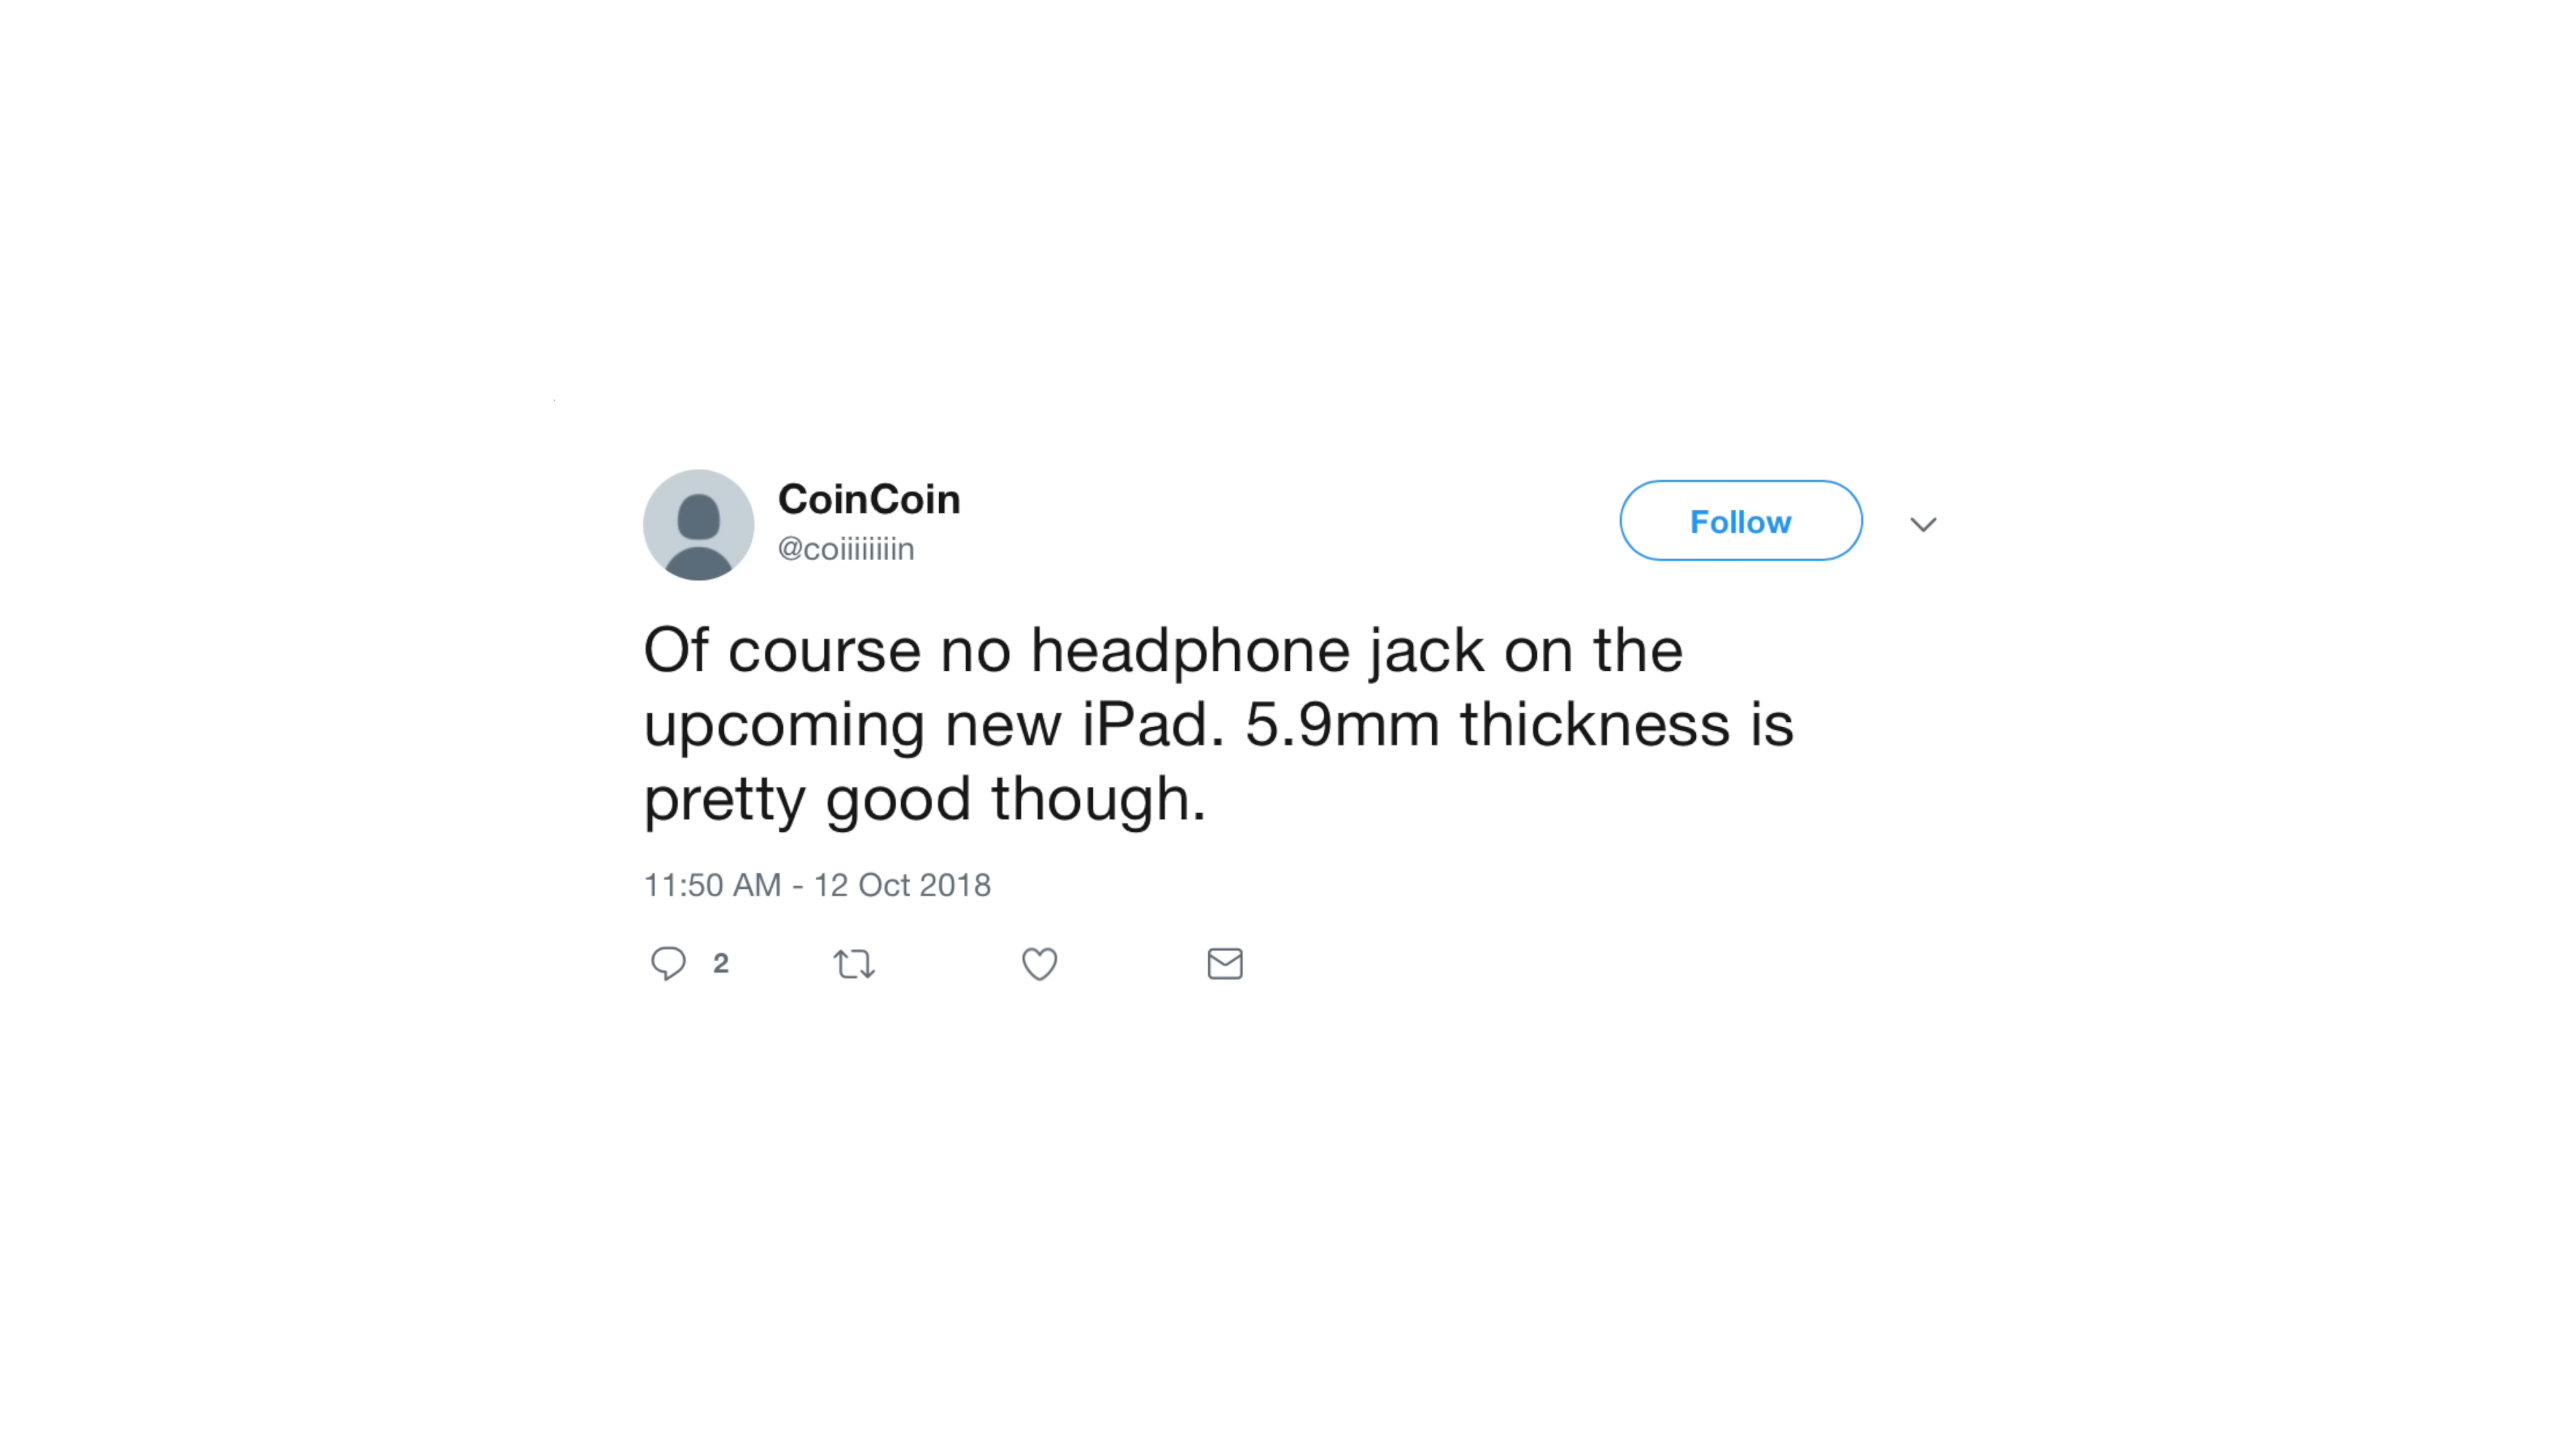 CoinCoin
@coiiiiiiiin
Follow
Of course no headphone jack on the
upcoming new iPad. 5.9mm thickness is
pretty good though.
11:50 AM - 12 Oct 2018
2